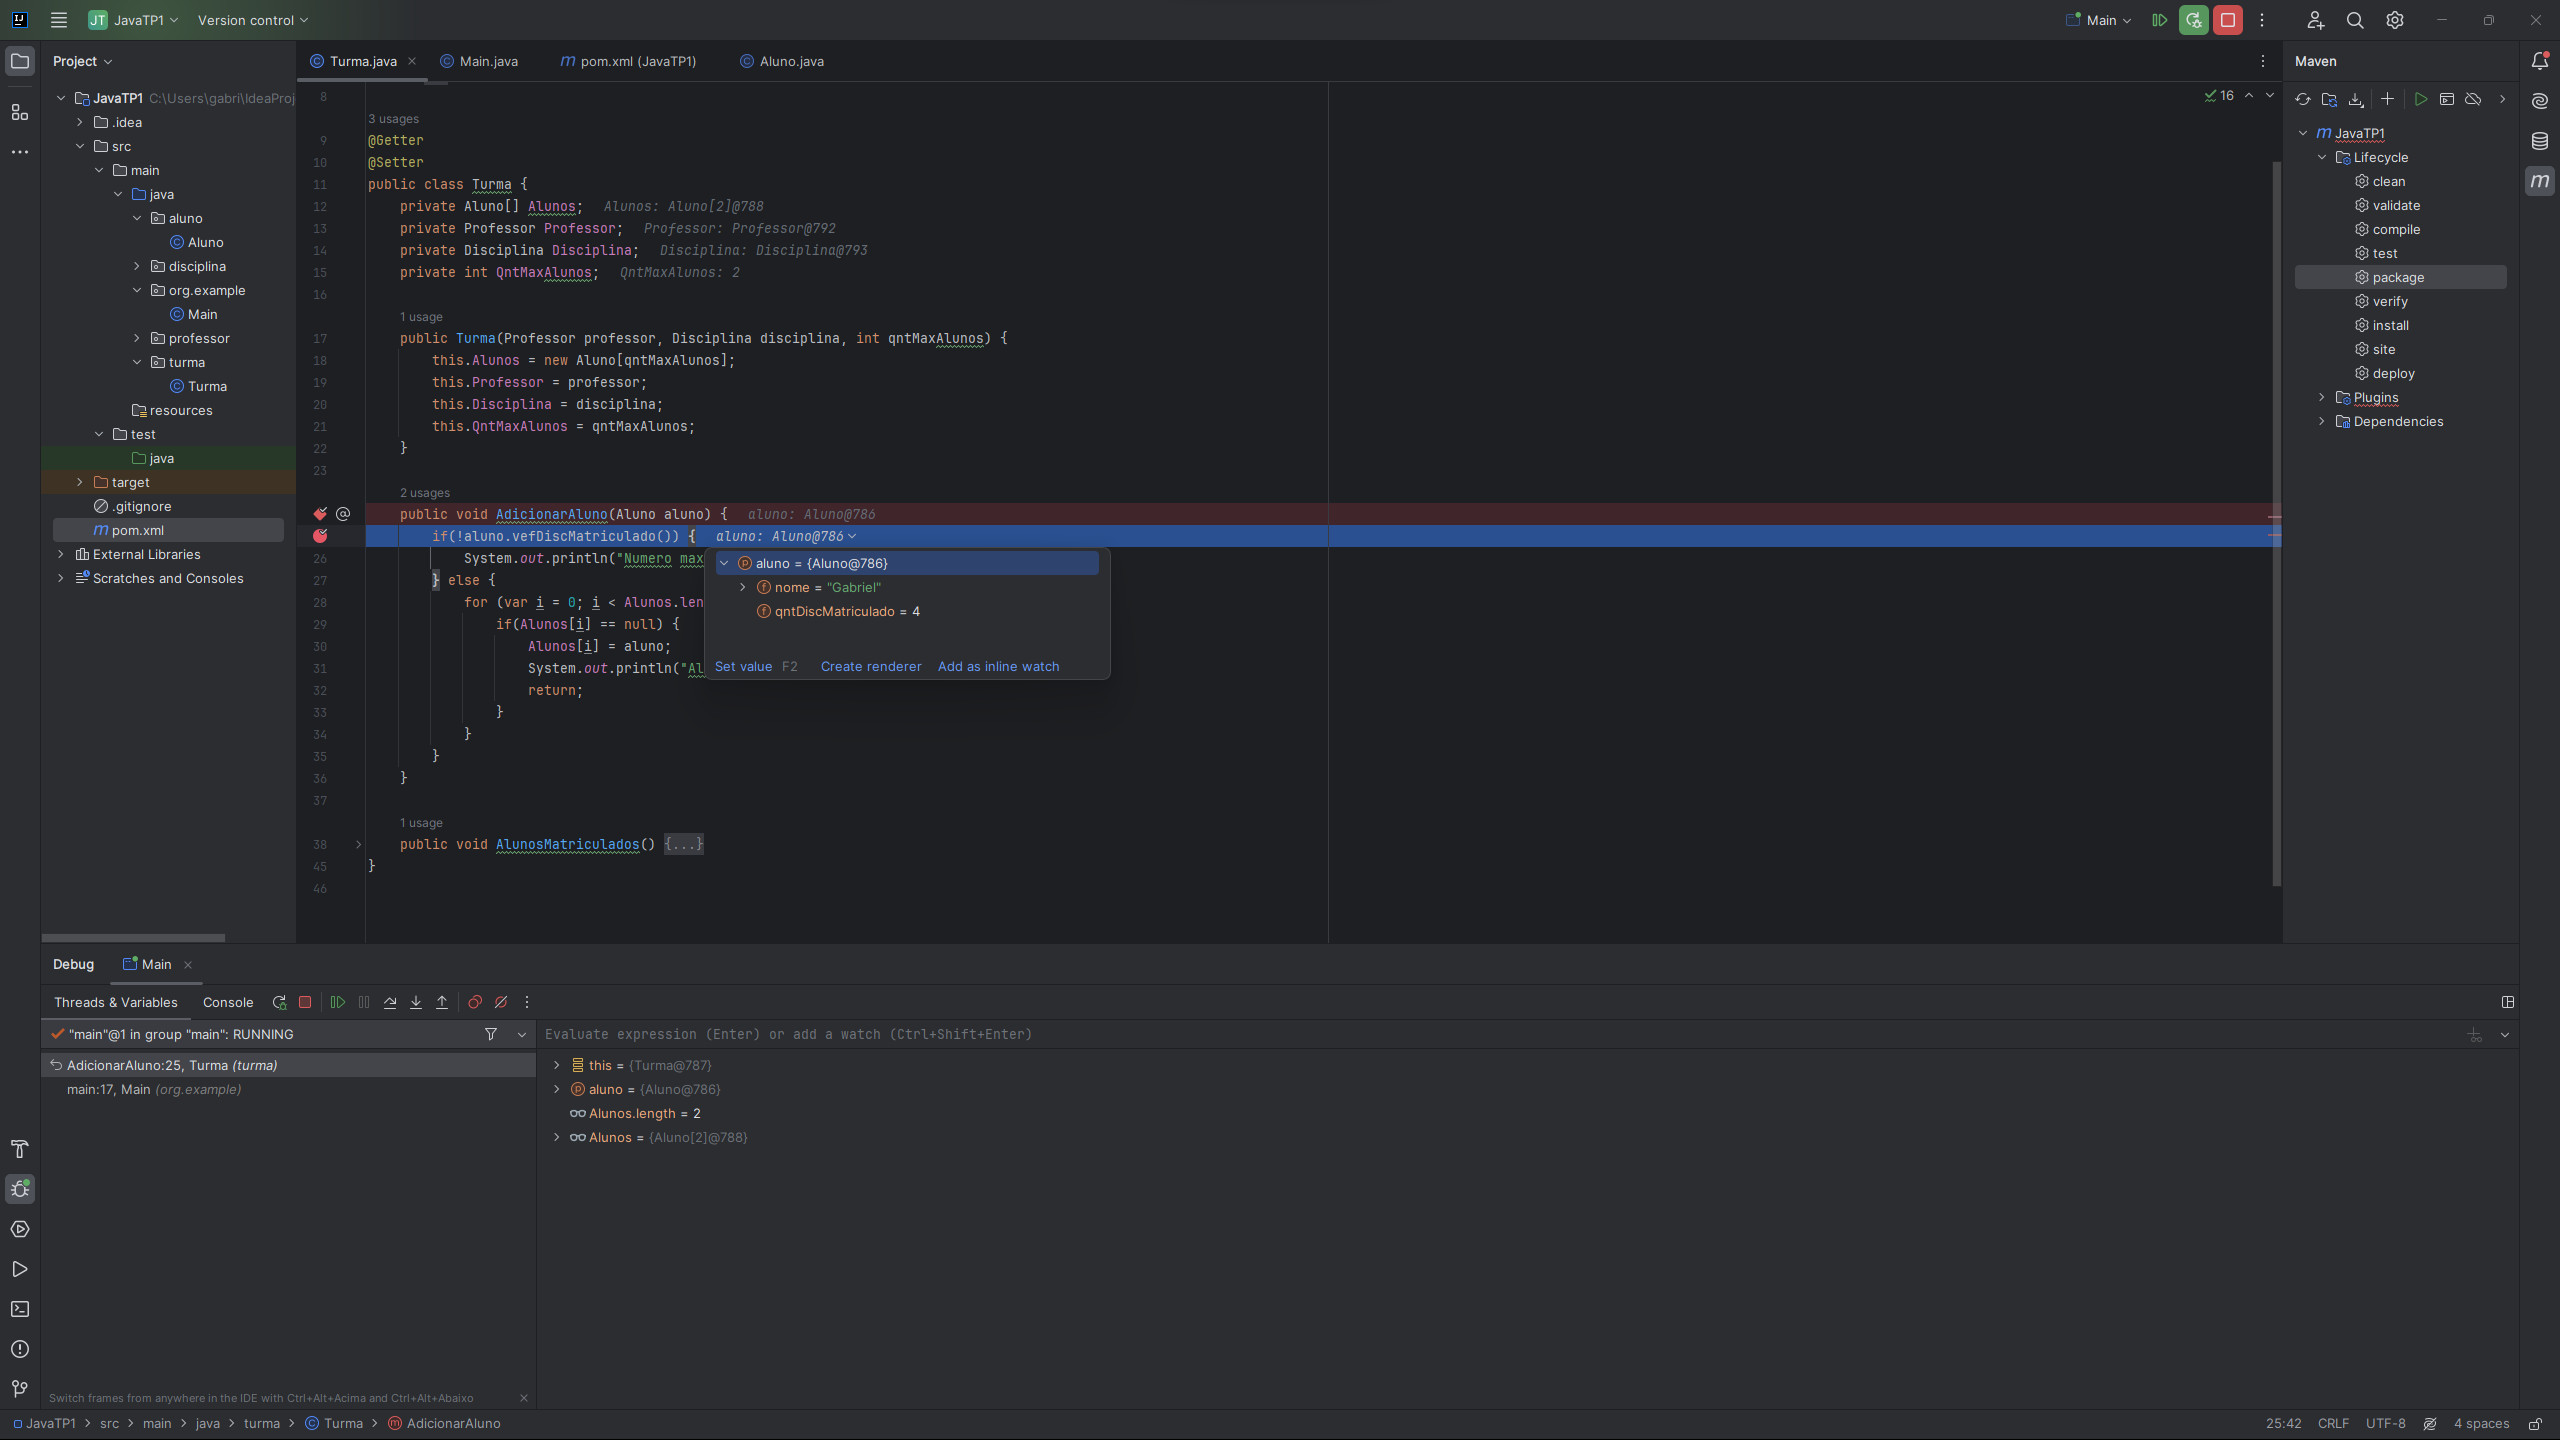 JT JavaTP1 Version control Main
Project
Turma.java Main.java pom.xml (JavaTP1) Aluno.java
Maven
JavaTP1 C:\Users\gabri\IdeaProj
.idea
src
main
java
aluno
Aluno
disciplina
org.example
Main
professor
turma
Turma
resources
test
java
target
.gitignore
pom.xml
External Libraries
Scratches and Consoles
16
8
3 usages
9 @Getter
10 @Setter
11 public class Turma {
12 private Aluno[] Alunos; Alunos: Aluno[2]@788
13 private Professor Professor; Professor: Professor@792
14 private Disciplina Disciplina; Disciplina: Disciplina@793
15 private int QntMaxAlunos; QntMaxAlunos: 2
16
1 usage
17 public Turma(Professor professor, Disciplina disciplina, int qntMaxAlunos) {
18 this.Alunos = new Aluno[qntMaxAlunos];
19 this.Professor = professor;
20 this.Disciplina = disciplina;
21 this.QntMaxAlunos = qntMaxAlunos;
22 }
23
2 usages
public void AdicionarAluno(Aluno aluno) { aluno: Aluno@786
if(!aluno.vefDiscMatriculado()) { aluno: Aluno@786
26 System.out.println("Numero max
27 } else {
28 for (var i = 0; i < Alunos.len
29 if(Alunos[i] == null) {
30 Alunos[i] = aluno;
31 System.out.println("Al
32 return;
33 }
34 }
35 }
36 }
37
1 usage
38 public void AlunosMatriculados() {...}
45 }
46
aluno = {Aluno@786}
nome = "Gabriel"
qntDiscMatriculado = 4
Set value F2 Create renderer Add as inline watch
m JavaTP1
Lifecycle
clean
validate
compile
test
package
verify
install
site
deploy
Plugins
Dependencies
Debug Main
Threads & Variables Console
"main"@1 in group "main": RUNNING
AdicionarAluno:25, Turma (turma)
main:17, Main (org.example)
Switch frames from anywhere in the IDE with Ctrl+Alt+Acima and Ctrl+Alt+Abaixo
Evaluate expression (Enter) or add a watch (Ctrl+Shift+Enter)
this = {Turma@787}
aluno = {Aluno@786}
Alunos.length = 2
Alunos = {Aluno[2]@788}
JavaTP1 > src > main > java > turma > Turma > AdicionarAluno
25:42 CRLF UTF-8 4 spaces